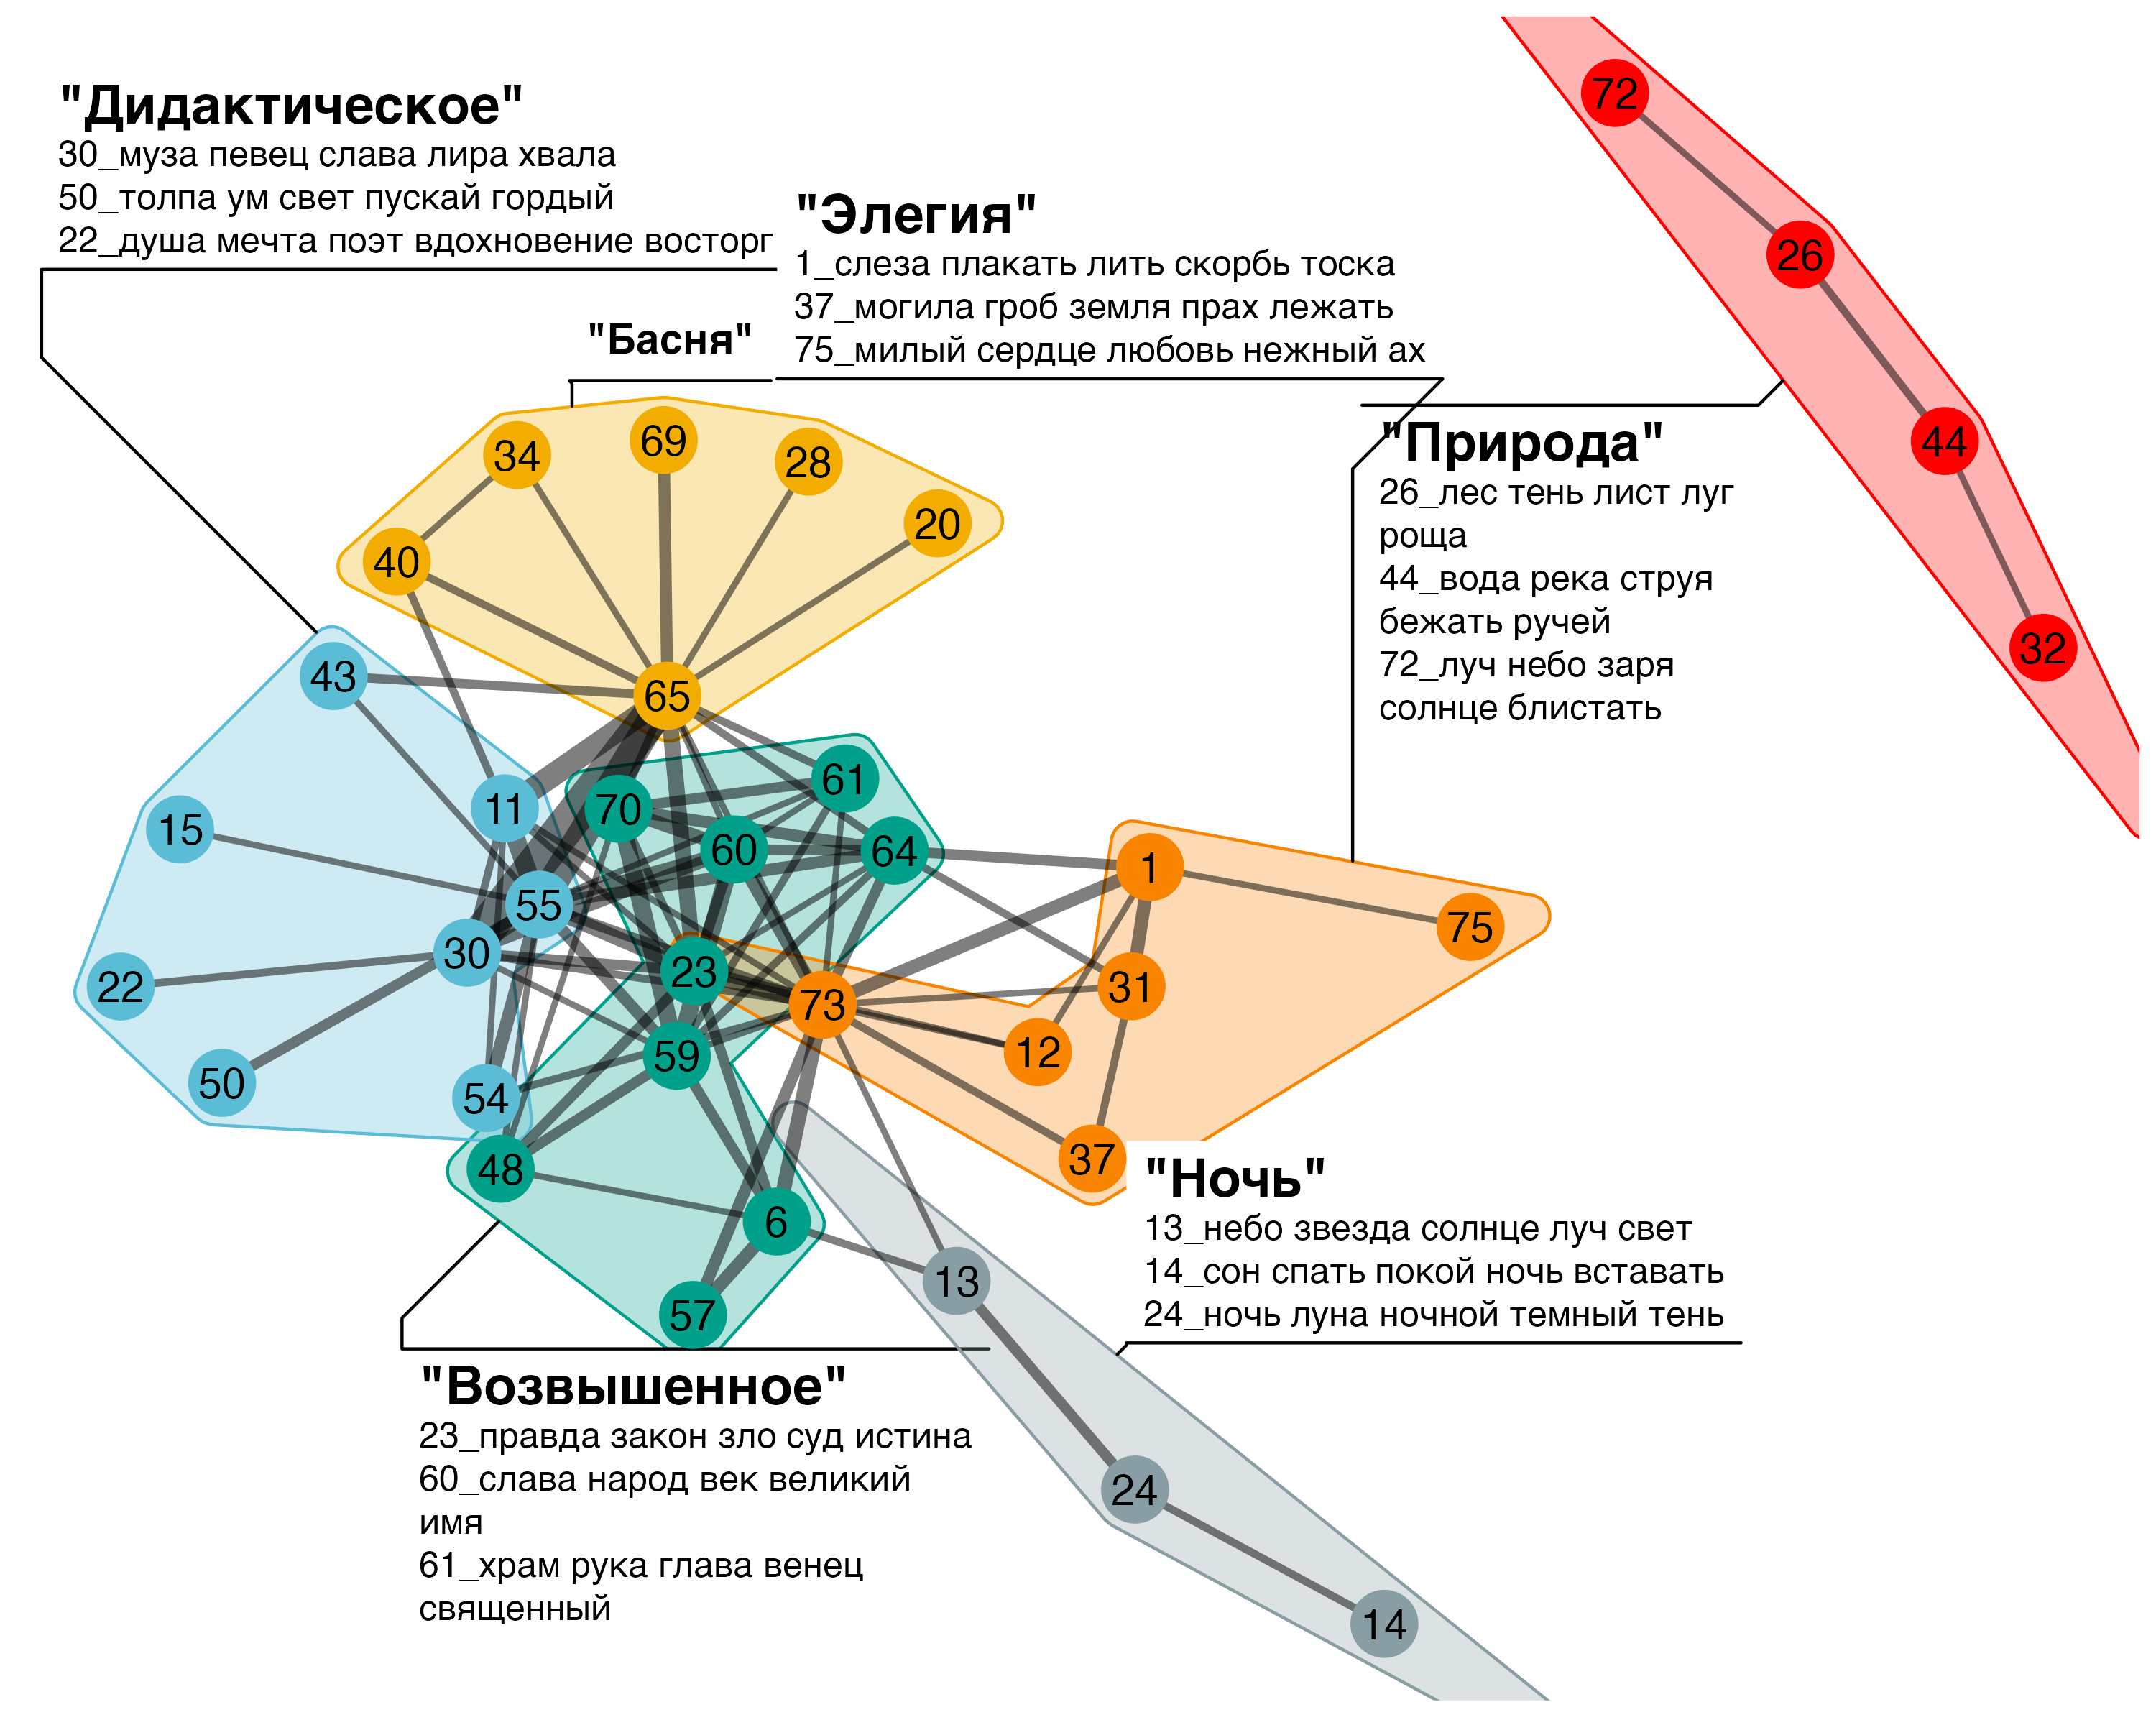 "Дидактическое"
30_муза певец слава лира хвала
50_толпа ум свет пускай гордый
22_душа мечта поэт вдохновение восторг
"Элегия"
1_слеза плакать лить скорбь тоска
37_могила гроб земля прах лежать
75_милый сердце любовь нежный ах
"Басня"
"Природа"
26_лес тень лист луг
роща
44_вода река струя
бежать ручей
72_луч небо заря
солнце блистать
72
26
44
32
34
69
28
20
40
65
43
11
15
55
30
22
50
54
70
61
60
64
23
59
48
6
57
1
75
31
73
12
37
13
24
14
"Ночь"
13_небо звезда солнце луч свет
14_сон спать покой ночь вставать
24_ночь луна ночной темный тень
"Возвышенное"
23_правда закон зло суд истина
60_слава народ век великий
имя
61_храм рука глава венец
священный